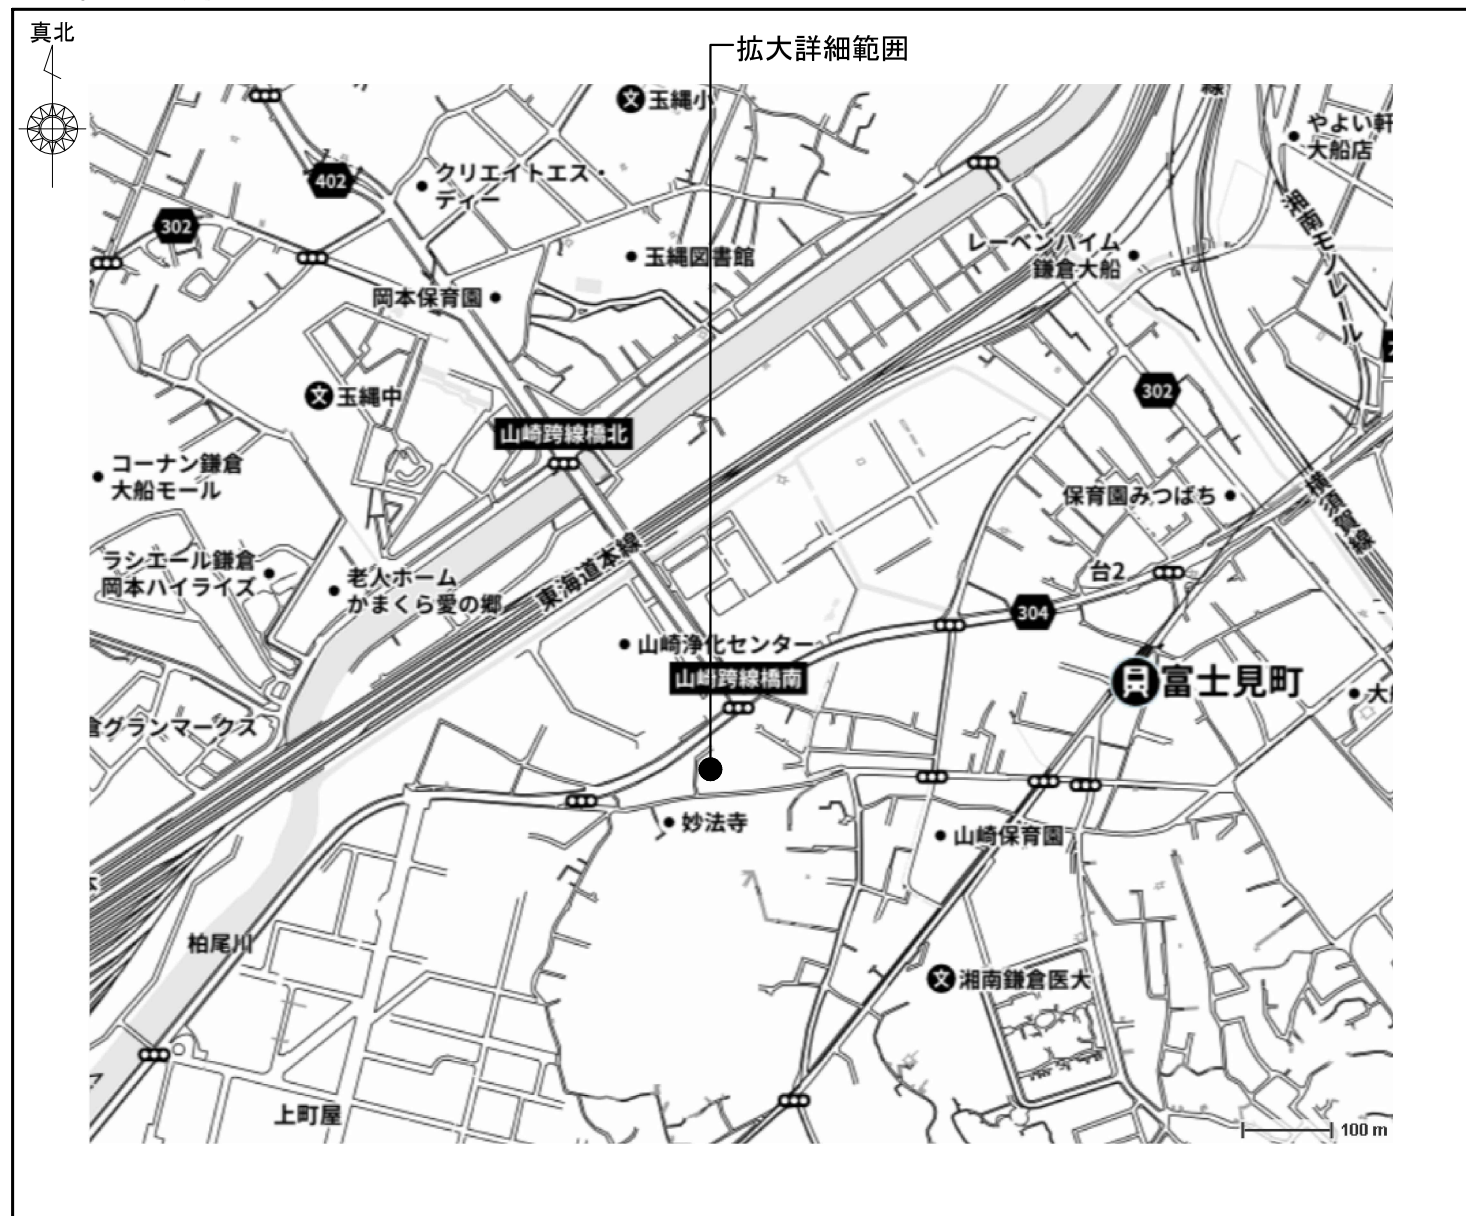 真北
拡大詳細範囲
玉縄小
線
やよい軒
大船店
402
クリエイトエス・
ディー
302
湘南モノレール
玉縄図書館
レーベンハイム
鎌倉大船
岡本保育園
玉縄中
302
山崎跨線橋北
コーナン鎌倉
大船モール
保育園みつばち
横須賀線
ラシエール鎌倉
岡本ハイライズ
老人ホーム
かまくら愛の郷
東海道本線
台2
304
山崎浄化センター
山崎跨線橋南
富士見町
大船
倉グランマークス
妙法寺
山崎保育園
柏尾川
湘南鎌倉医大
上町屋
100 m